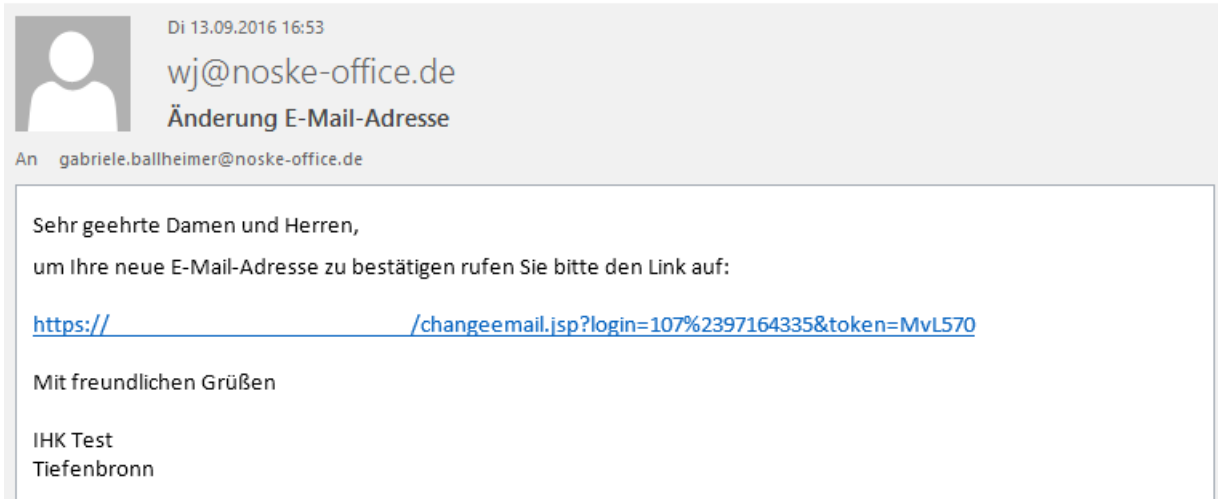 Di 13.09.2016 16:53
wj@noske-office.de
Änderung E-Mail-Adresse
An gabriele.ballheimer@noske-office.de
Sehr geehrte Damen und Herren,
um Ihre neue E-Mail-Adresse zu bestätigen rufen Sie bitte den Link auf:
https:// /changeemail.jsp?login=107%2397164335&token=MvL570
Mit freundlichen Grüßen
IHK Test
Tiefenbronn